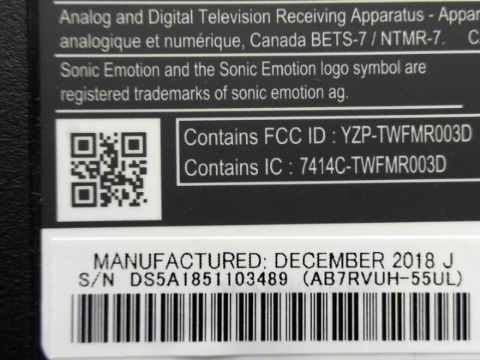 Analog and Digital Television Receiving Apparatus - Appar
analogique et numérique, Canada BETS-7 / NTMR-7. C
Sonic Emotion and the Sonic Emotion logo symbol are
registered trademarks of sonic emotion ag.
Contains FCC ID : YZP-TWFMR003D
Contains IC : 7414C-TWFMR003D
MANUFACTURED: DECEMBER 2018 J
S/N DS5A1851103489 (AB7RVUH-55UL)